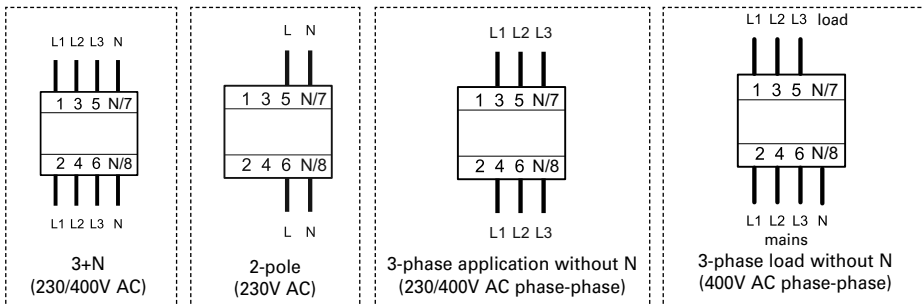 L1 L2 L3 N
1 3 5 N/7
2 4 6 N/8
L1 L2 L3 N
3+N
(230/400V AC)
L N
1 3 5 N/7
2 4 6 N/8
L N
2-pole
(230V AC)
L1 L2 L3
1 3 5 N/7
2 4 6 N/8
L1 L2 L3
3-phase application without N
(230/400V AC phase-phase)
L1 L2 L3 load
1 3 5 N/7
2 4 6 N/8
L1 L2 L3 N
mains
3-phase load without N
(400V AC phase-phase)